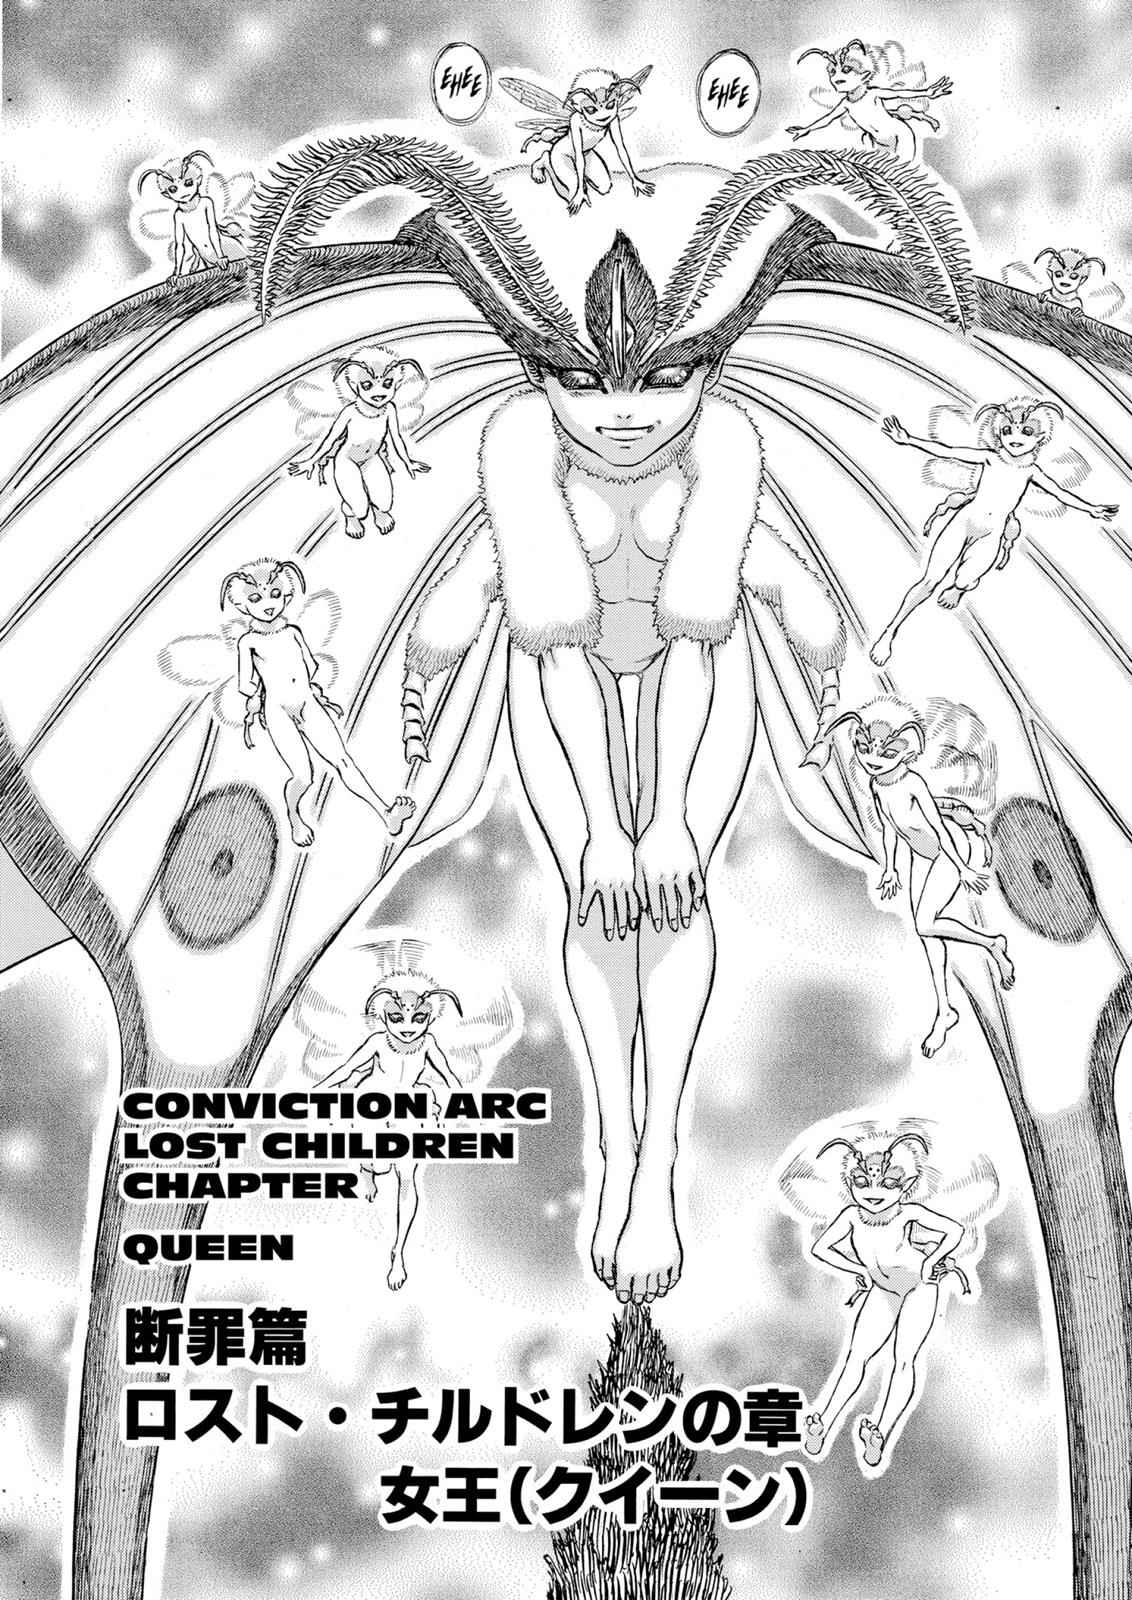 EHEE
EHEE
CONVICTION ARC
LOST CHILDREN
CHAPTER
QUEEN
断罪篇
ロスト・チルドレンの章
女王(クイーン)